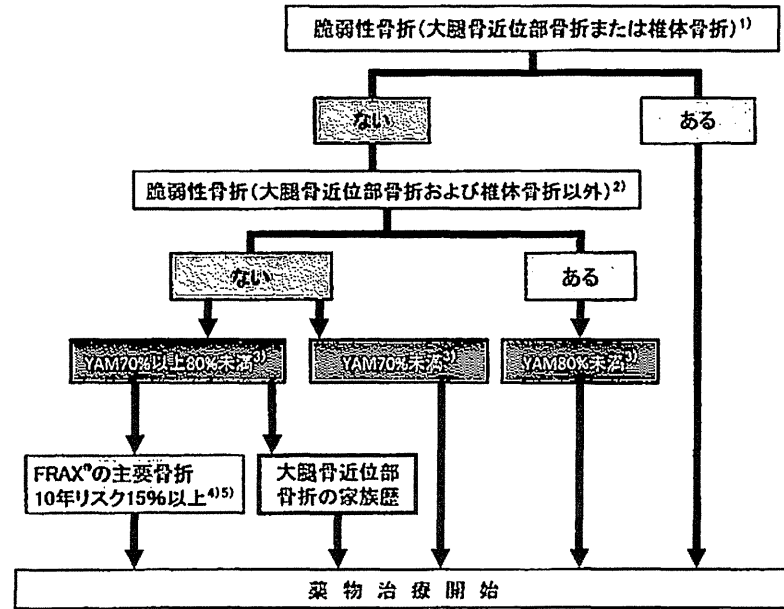 脆弱性骨折(大腿骨近位部骨折または椎体骨折)1)
ない
ある
脆弱性骨折(大腿骨近位部骨折および椎体骨折以外)2)
ない
ある
YAM70%以上80%未満3)
YAM70%未満3)
YAM80%未満3)
FRAXⓇの主要骨折
10年リスク15%以上4)5)
大腿骨近位部
骨折の家族歴
薬物治療開始